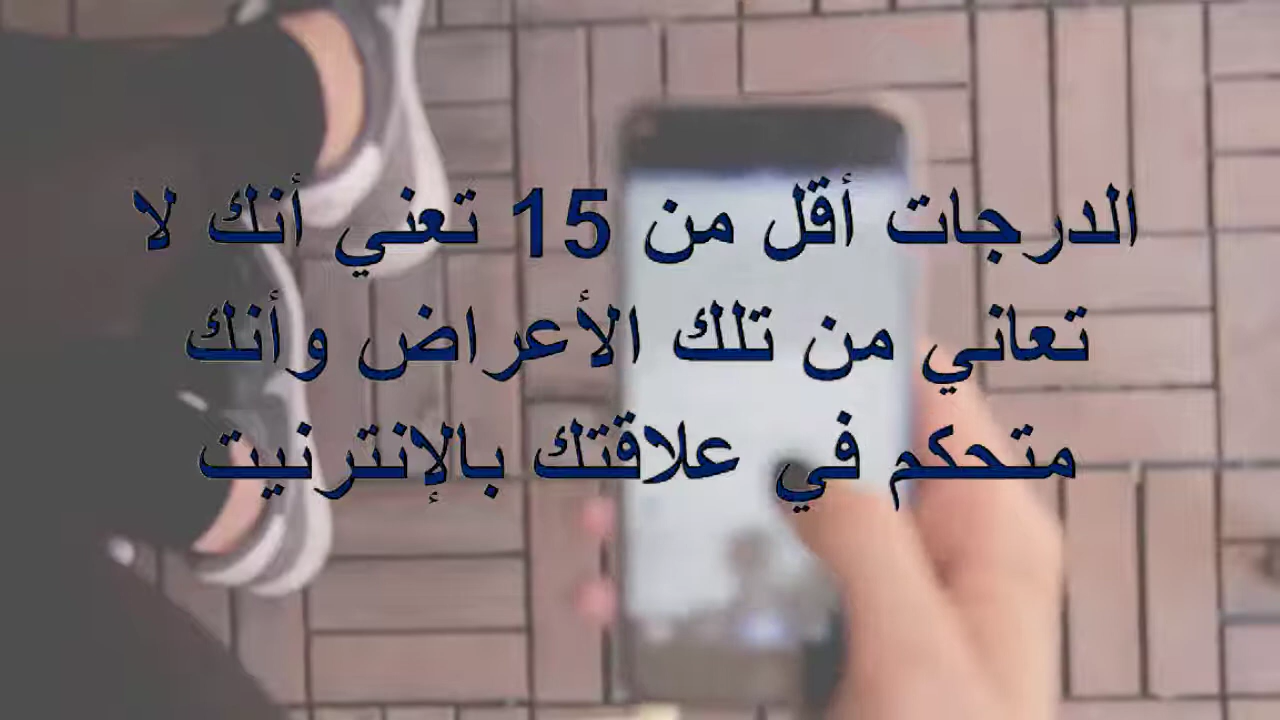 الدرجات أقل من 15 تعني أنك لا
تعاني من تلك الأعراض وأنك
متحكم في علاقتك بالإنترنيت